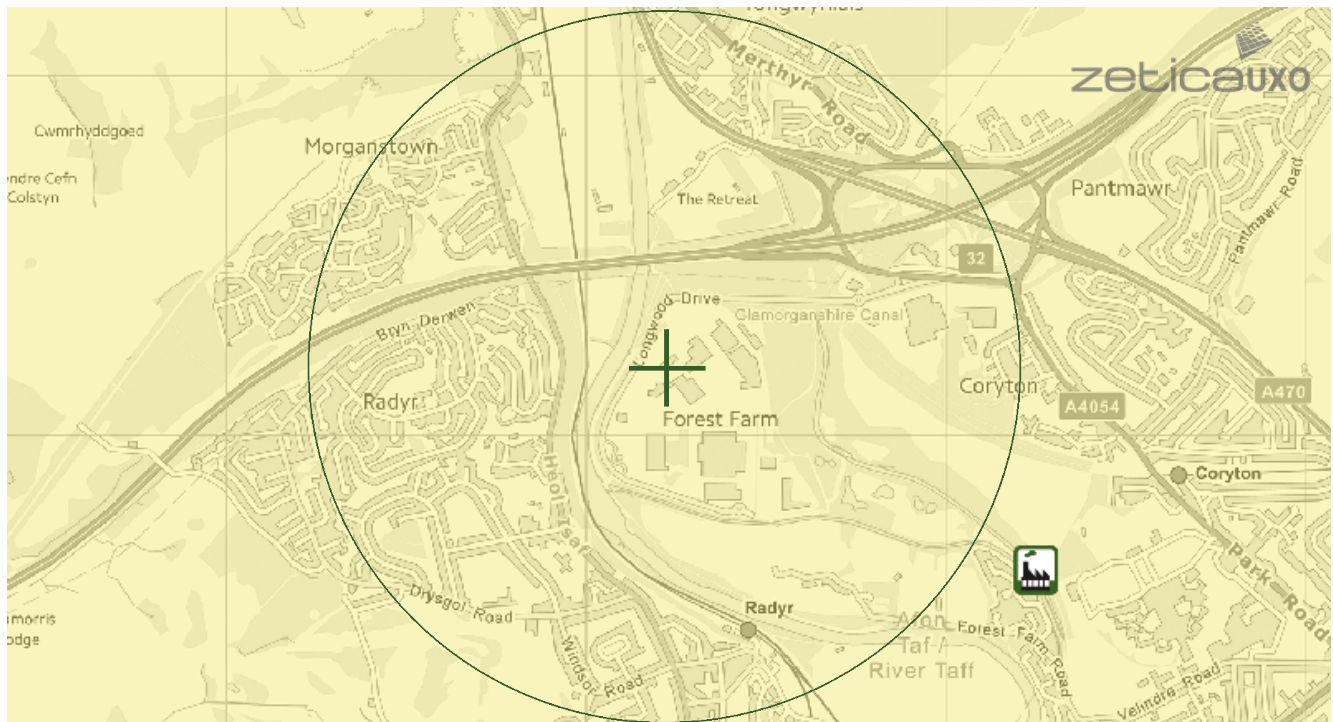 Tongwynlais
Merthyr Road
zeticauxo
Cwmrhyddgoed
Morganstown
endre Cefn
Colstyn
The Retreat
Pantmawr
Pantmawr Road
32
Longwood Drive
Glamorganshire Canal
Bryn Derwen
Radyr
Coryton
A470
A4054
Forest Farm
Heol Isaf
Coryton
Park Road
Drysgol Road
Radyr
Afon
Taf /
River Taff
Forest Farm Road
morris
odge
Windsor Road
Velindre Road